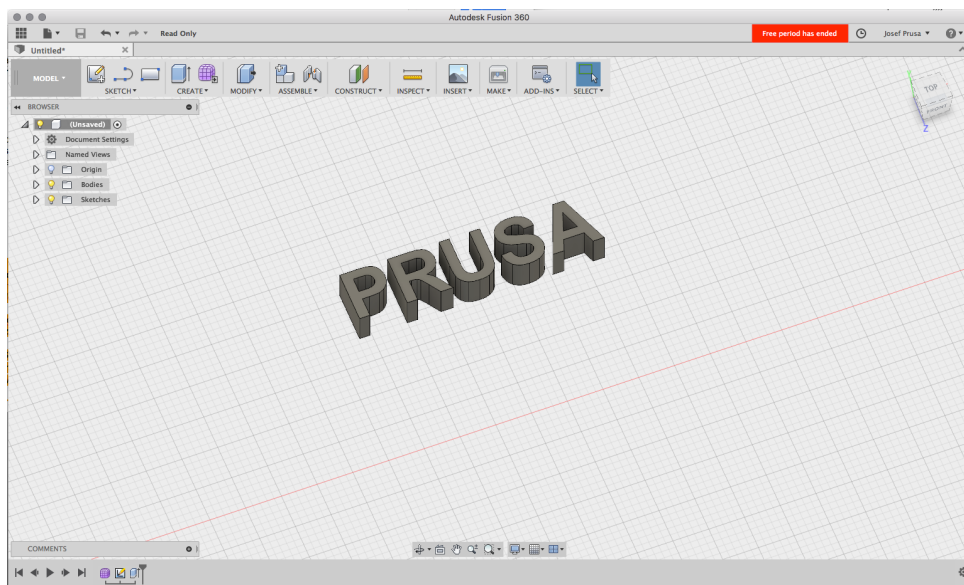 Autodesk Fusion 360
Read Only
Free period has ended
Josef Prusa
Untitled*
MODEL
SKETCH
CREATE
MODIFY
ASSEMBLE
CONSTRUCT
INSPECT
INSERT
MAKE
ADD-INS
SELECT
TOP
FRONT
Z
BROWSER
(Unsaved)
Document Settings
Named Views
Origin
Bodies
Sketches
PRUSA
COMMENTS